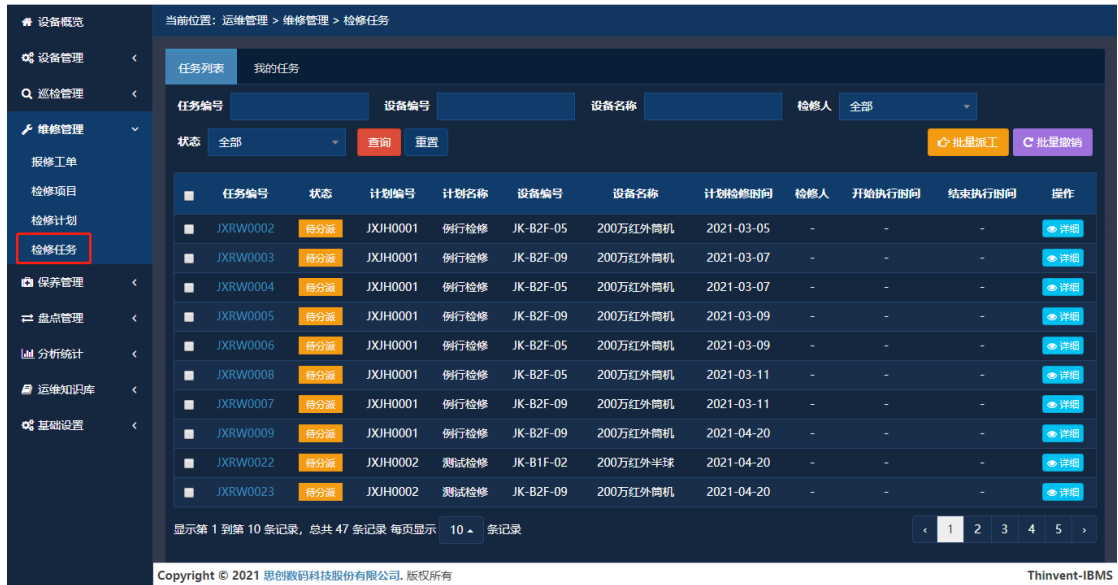 设备概览
设备管理
巡检管理
维修管理
报修工单
检修项目
检修计划
检修任务
保养管理
盘点管理
分析统计
运维知识库
基础设置
当前位置：运维管理 > 维修管理 > 检修任务
任务列表 我的任务
任务编号 设备编号 设备名称 检修人 全部
状态 全部 查询 重置 批量派工 批量撤销
任务编号 状态 计划编号 计划名称 设备编号 设备名称 计划检修时间 检修人 开始执行时间 结束执行时间 操作
JXRW0002 待分派 JXJH0001 例行检修 JK-B2F-05 200万红外筒机 2021-03-05 - - - 详细
JXRW0003 待分派 JXJH0001 例行检修 JK-B2F-09 200万红外筒机 2021-03-07 - - - 详细
JXRW0004 待分派 JXJH0001 例行检修 JK-B2F-05 200万红外筒机 2021-03-07 - - - 详细
JXRW0005 待分派 JXJH0001 例行检修 JK-B2F-09 200万红外筒机 2021-03-09 - - - 详细
JXRW0006 待分派 JXJH0001 例行检修 JK-B2F-05 200万红外筒机 2021-03-09 - - - 详细
JXRW0008 待分派 JXJH0001 例行检修 JK-B2F-05 200万红外筒机 2021-03-11 - - - 详细
JXRW0007 待分派 JXJH0001 例行检修 JK-B2F-09 200万红外筒机 2021-03-11 - - - 详细
JXRW0009 待分派 JXJH0001 例行检修 JK-B2F-09 200万红外筒机 2021-04-20 - - - 详细
JXRW0022 待分派 JXJH0002 测试检修 JK-B1F-02 200万红外半球 2021-04-20 - - - 详细
JXRW0023 待分派 JXJH0002 测试检修 JK-B2F-09 200万红外筒机 2021-04-20 - - - 详细
显示第 1 到第 10 条记录，总共 47 条记录 每页显示 10 条记录 ‹ 1 2 3 4 5 ›
Copyright © 2021 思创数码科技股份有限公司. 版权所有 Thinvent-IBMS